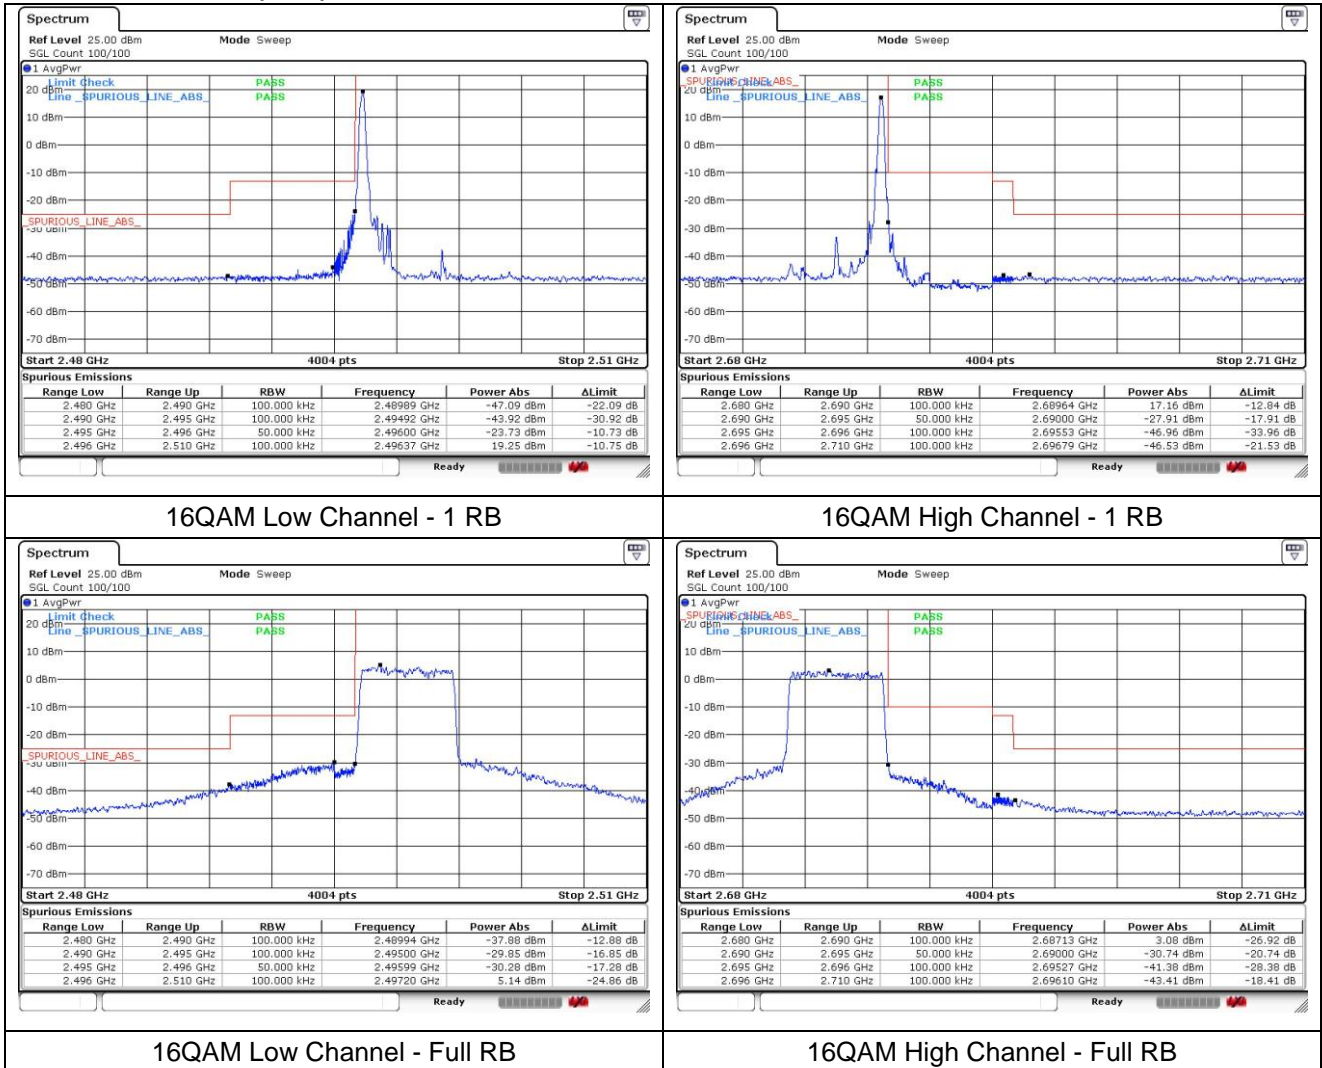 Spectrum
Ref Level 25.00 dBm Mode Sweep
SGL Count 100/100
1 AvgPwr
Limit Check PASS
20 dBm
Line _SPURIOUS_LINE_ABS_ PASS
10 dBm
0 dBm
-10 dBm
-20 dBm
_SPURIOUS_LINE_ABS_
-30 dBm
-40 dBm
-50 dBm
-60 dBm
-70 dBm
Start 2.48 GHz 4004 pts Stop 2.51 GHz
Spurious Emissions
Range Low Range Up RBW Frequency Power Abs ΔLimit
2.480 GHz 2.490 GHz 100.000 kHz 2.48989 GHz -47.09 dBm -22.09 dB
2.490 GHz 2.495 GHz 100.000 kHz 2.49492 GHz -43.92 dBm -30.92 dB
2.495 GHz 2.496 GHz 50.000 kHz 2.49600 GHz -23.73 dBm -10.73 dB
2.496 GHz 2.510 GHz 100.000 kHz 2.49637 GHz 19.25 dBm -10.75 dB
Ready
16QAM Low Channel - 1 RB
Spectrum
Ref Level 25.00 dBm Mode Sweep
SGL Count 100/100
1 AvgPwr
_SPURIOUS_LINE_ABS_
Limit Check PASS
20 dBm
Line _SPURIOUS_LINE_ABS_ PASS
10 dBm
0 dBm
-10 dBm
-20 dBm
-30 dBm
-40 dBm
-50 dBm
-60 dBm
-70 dBm
Start 2.68 GHz 4004 pts Stop 2.71 GHz
Spurious Emissions
Range Low Range Up RBW Frequency Power Abs ΔLimit
2.680 GHz 2.690 GHz 100.000 kHz 2.68964 GHz 17.16 dBm -12.84 dB
2.690 GHz 2.695 GHz 50.000 kHz 2.69000 GHz -27.91 dBm -17.91 dB
2.695 GHz 2.696 GHz 100.000 kHz 2.69553 GHz -46.96 dBm -33.96 dB
2.696 GHz 2.710 GHz 100.000 kHz 2.69679 GHz -46.53 dBm -21.53 dB
Ready
16QAM High Channel - 1 RB
Spectrum
Ref Level 25.00 dBm Mode Sweep
SGL Count 100/100
1 AvgPwr
Limit Check PASS
20 dBm
Line _SPURIOUS_LINE_ABS_ PASS
10 dBm
0 dBm
-10 dBm
-20 dBm
_SPURIOUS_LINE_ABS_
-30 dBm
-40 dBm
-50 dBm
-60 dBm
-70 dBm
Start 2.48 GHz 4004 pts Stop 2.51 GHz
Spurious Emissions
Range Low Range Up RBW Frequency Power Abs ΔLimit
2.480 GHz 2.490 GHz 100.000 kHz 2.48994 GHz -37.88 dBm -12.88 dB
2.490 GHz 2.495 GHz 100.000 kHz 2.49500 GHz -29.85 dBm -16.85 dB
2.495 GHz 2.496 GHz 50.000 kHz 2.49599 GHz -30.28 dBm -17.28 dB
2.496 GHz 2.510 GHz 100.000 kHz 2.49720 GHz 5.14 dBm -24.86 dB
Ready
16QAM Low Channel - Full RB
Spectrum
Ref Level 25.00 dBm Mode Sweep
SGL Count 100/100
1 AvgPwr
_SPURIOUS_LINE_ABS_
Limit Check PASS
20 dBm
Line _SPURIOUS_LINE_ABS_ PASS
10 dBm
0 dBm
-10 dBm
-20 dBm
-30 dBm
-40 dBm
-50 dBm
-60 dBm
-70 dBm
Start 2.68 GHz 4004 pts Stop 2.71 GHz
Spurious Emissions
Range Low Range Up RBW Frequency Power Abs ΔLimit
2.680 GHz 2.690 GHz 100.000 kHz 2.68713 GHz 3.08 dBm -26.92 dB
2.690 GHz 2.695 GHz 50.000 kHz 2.69000 GHz -30.74 dBm -20.74 dB
2.695 GHz 2.696 GHz 100.000 kHz 2.69527 GHz -41.38 dBm -28.38 dB
2.696 GHz 2.710 GHz 100.000 kHz 2.69610 GHz -43.41 dBm -18.41 dB
Ready
16QAM High Channel - Full RB